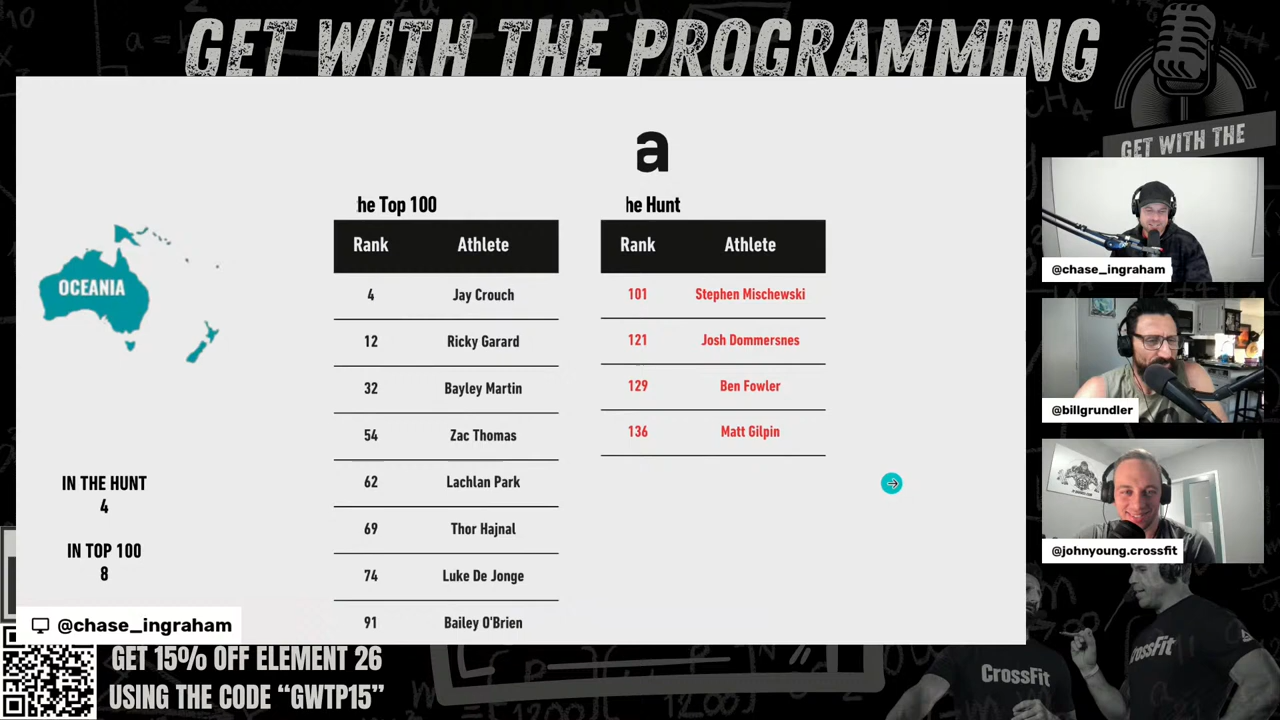 GET WITH THE PROGRAMMING
GET WITH THE
a
he Top 100
he Hunt
Rank Athlete
Rank Athlete
4 Jay Crouch
101 Stephen Mischewski
12 Ricky Garard
121 Josh Dommersnes
32 Bayley Martin
129 Ben Fowler
54 Zac Thomas
136 Matt Gilpin
62 Lachlan Park
69 Thor Hajnal
74 Luke De Jonge
91 Bailey O'Brien
OCEANIA
IN THE HUNT
4
IN TOP 100
8
@chase_ingraham
@billgrundler
@johnyoung.crossfit
@chase_ingraham
GET 15% OFF ELEMENT 26
USING THE CODE “GWTP15”
CrossFit
CrossFit